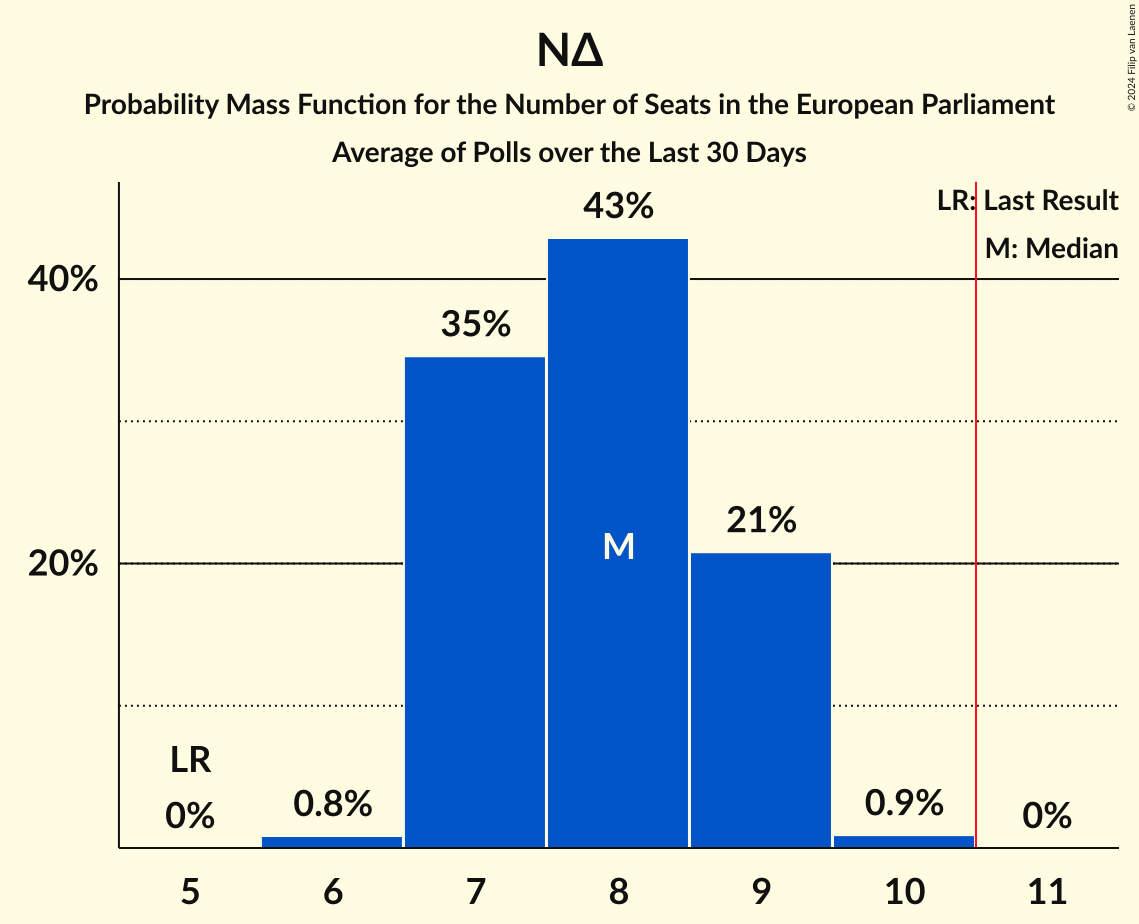 NΔ
Probability Mass Function for the Number of Seats in the European Parliament
Average of Polls over the Last 30 Days
© 2024 Filip van Laenen
LR: Last Result
M: Median
40%
20%
43%
35%
21%
M
LR
0%
0.8%
0.9%
0%
5 6 7 8 9 10 11